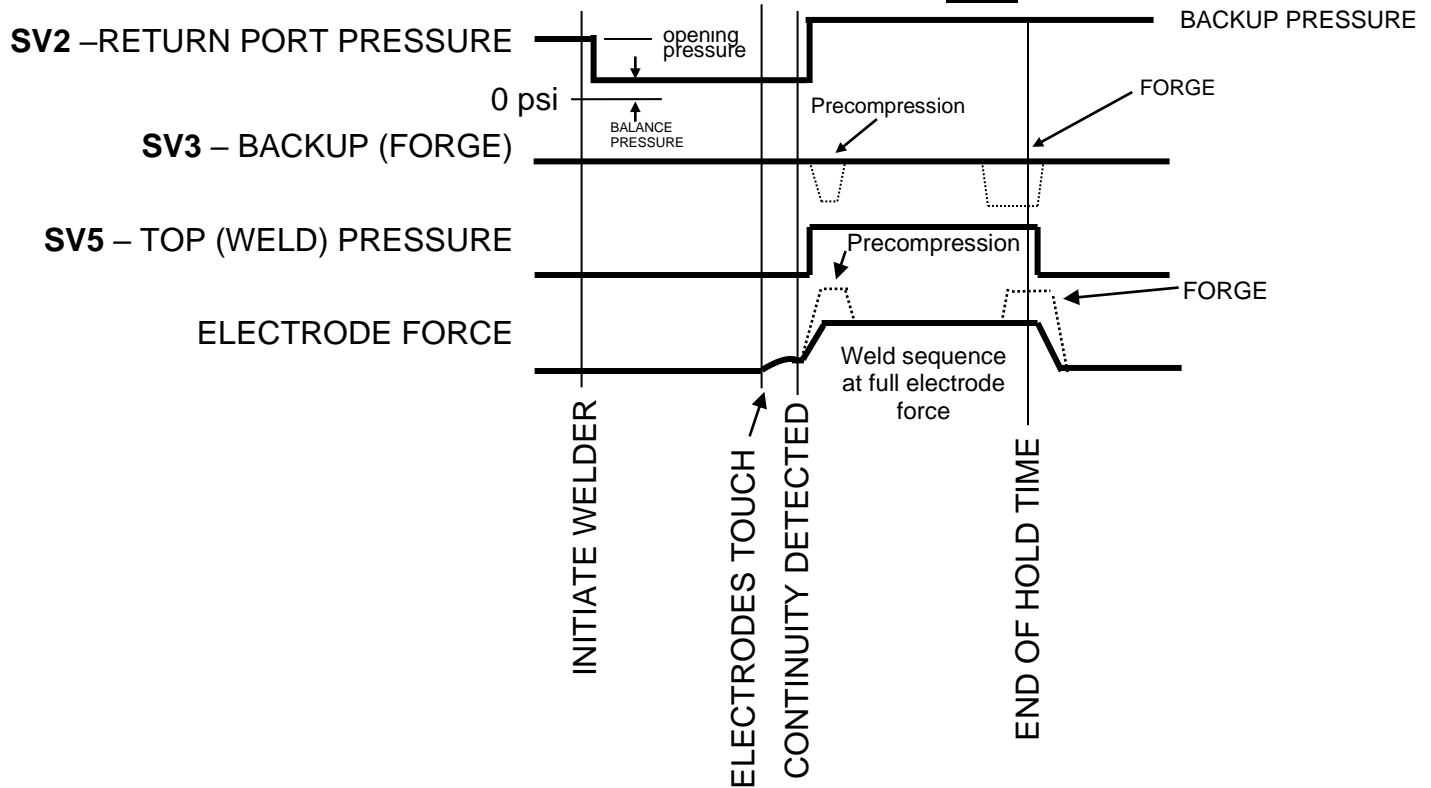 BACKUP PRESSURE
SV2 –RETURN PORT PRESSURE
opening
pressure
0 psi
BALANCE
PRESSURE
Precompression
FORGE
SV3 – BACKUP (FORGE)
SV5 – TOP (WELD) PRESSURE
Precompression
FORGE
ELECTRODE FORCE
Weld sequence
at full electrode
force
INITIATE WELDER
ELECTRODES TOUCH
CONTINUITY DETECTED
END OF HOLD TIME